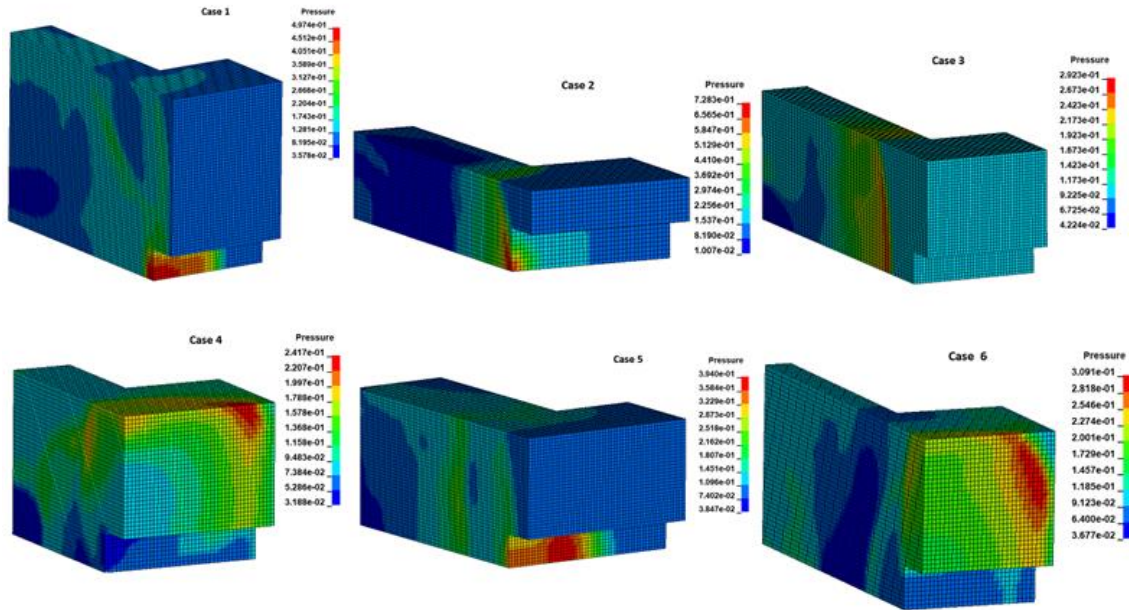 Case 1
Pressure
4.974e-01
4.512e-01
4.051e-01
3.589e-01
3.127e-01
2.666e-01
2.204e-01
1.743e-01
1.281e-01
8.195e-02
3.578e-02
Case 2
Pressure
7.283e-01
6.565e-01
5.847e-01
5.129e-01
4.410e-01
3.692e-01
2.974e-01
2.256e-01
1.537e-01
8.190e-02
1.007e-02
Case 3
Pressure
2.923e-01
2.673e-01
2.423e-01
2.173e-01
1.923e-01
1.673e-01
1.423e-01
1.173e-01
9.225e-02
6.725e-02
4.224e-02
Case 4
Pressure
2.417e-01
2.207e-01
1.997e-01
1.788e-01
1.578e-01
1.368e-01
1.158e-01
9.483e-02
7.384e-02
5.286e-02
3.188e-02
Case 5
Pressure
3.940e-01
3.584e-01
3.229e-01
2.873e-01
2.518e-01
2.162e-01
1.807e-01
1.451e-01
1.096e-01
7.402e-02
3.847e-02
Case 6
Pressure
3.091e-01
2.818e-01
2.546e-01
2.274e-01
2.001e-01
1.729e-01
1.457e-01
1.185e-01
9.123e-02
6.400e-02
3.677e-02